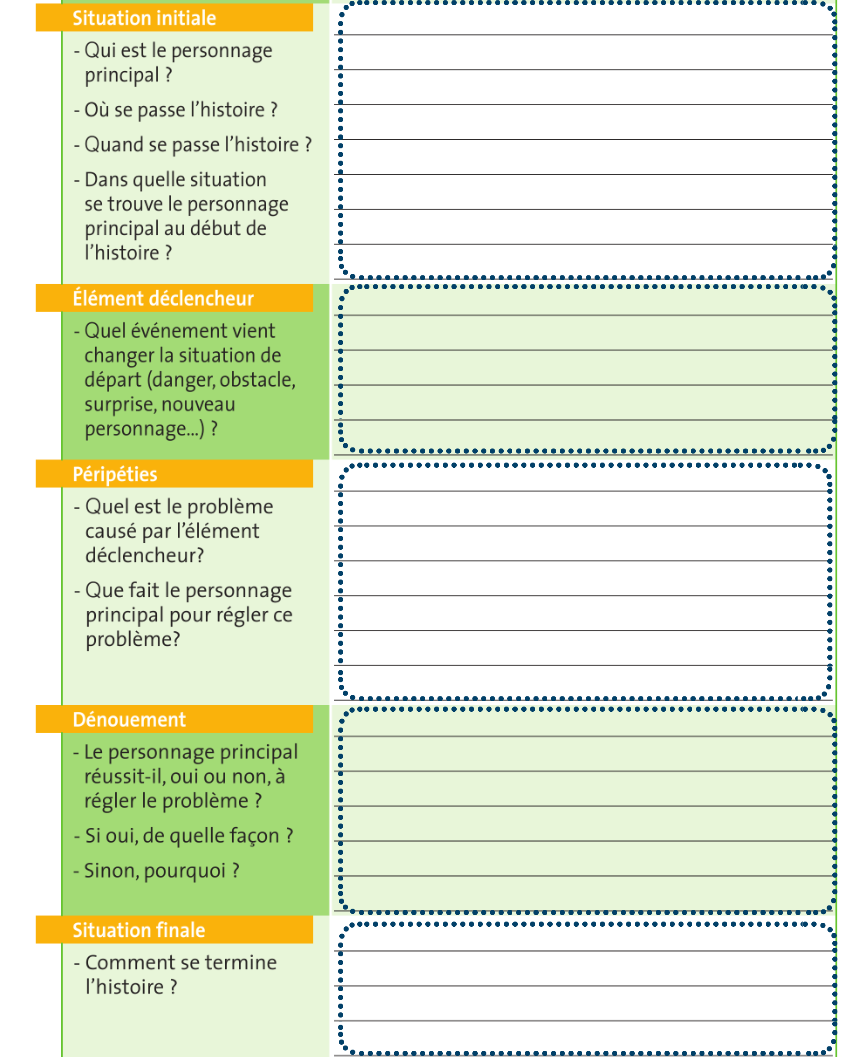 Situation initiale
- Qui est le personnage
principal ?
- Où se passe l’histoire ?
- Quand se passe l’histoire ?
- Dans quelle situation
se trouve le personnage
principal au début de
l’histoire ?
Élément déclencheur
- Quel événement vient
changer la situation de
départ (danger, obstacle,
surprise, nouveau
personnage...) ?
Péripéties
- Quel est le problème
causé par l’élément
déclencheur?
- Que fait le personnage
principal pour régler ce
problème?
Dénouement
- Le personnage principal
réussit-il, oui ou non, à
régler le problème ?
- Si oui, de quelle façon ?
- Sinon, pourquoi ?
Situation finale
- Comment se termine
l’histoire ?